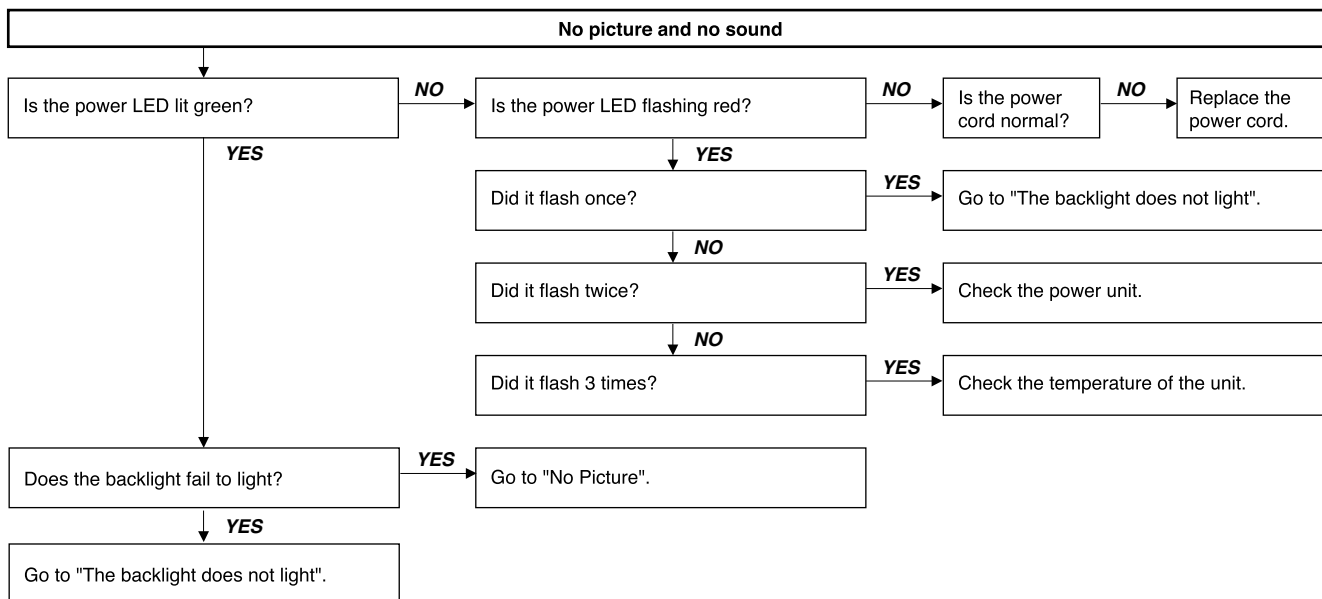 No picture and no sound
Is the power LED lit green?
NO
Is the power LED flashing red?
NO
Is the power
cord normal?
NO
Replace the
power cord.
YES
YES
Did it flash once?
YES
Go to "The backlight does not light".
NO
Did it flash twice?
YES
Check the power unit.
NO
Did it flash 3 times?
YES
Check the temperature of the unit.
Does the backlight fail to light?
YES
Go to "No Picture".
YES
Go to "The backlight does not light".